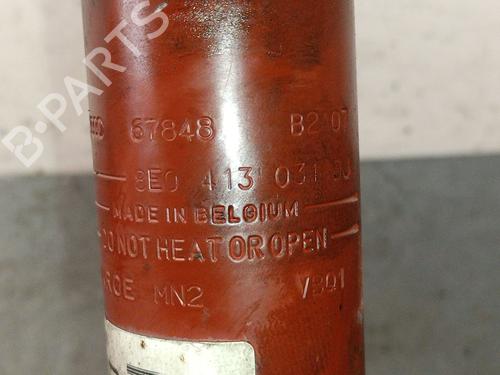 B-PARTS
67848 B2 07
8E0 413 031
MADE IN BELGIUM
DO NOT HEAT OR OPEN
MN2 V301